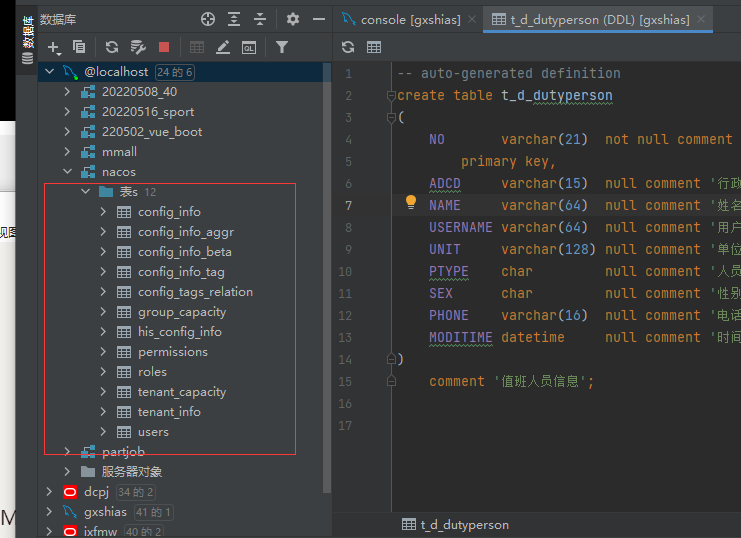 数据库
console [gxshias]
t_d_dutyperson (DDL) [gxshias]
数据库
@localhost 24 的 6
20220508_40
20220516_sport
220502_vue_boot
mmall
nacos
表s 12
config_info
config_info_aggr
config_info_beta
config_info_tag
config_tags_relation
group_capacity
his_config_info
permissions
roles
tenant_capacity
tenant_info
users
partjob
服务器对象
dcpj 34 的 2
gxshias 41 的 1
jxfmw 40 的 2
视图
M
QL
1 -- auto-generated definition
2 create table t_d_dutyperson
3 (
4 NO varchar(21) not null comment
5 primary key,
6 ADCD varchar(15) null comment '行政
7 NAME varchar(64) null comment '姓名
8 USERNAME varchar(64) null comment '用户
9 UNIT varchar(128) null comment '单位
10 PTYPE char null comment '人员
11 SEX char null comment '性别
12 PHONE varchar(16) null comment '电话
13 MODITIME datetime null comment '时间
14 )
15 comment '值班人员信息';
16
17
t_d_dutyperson